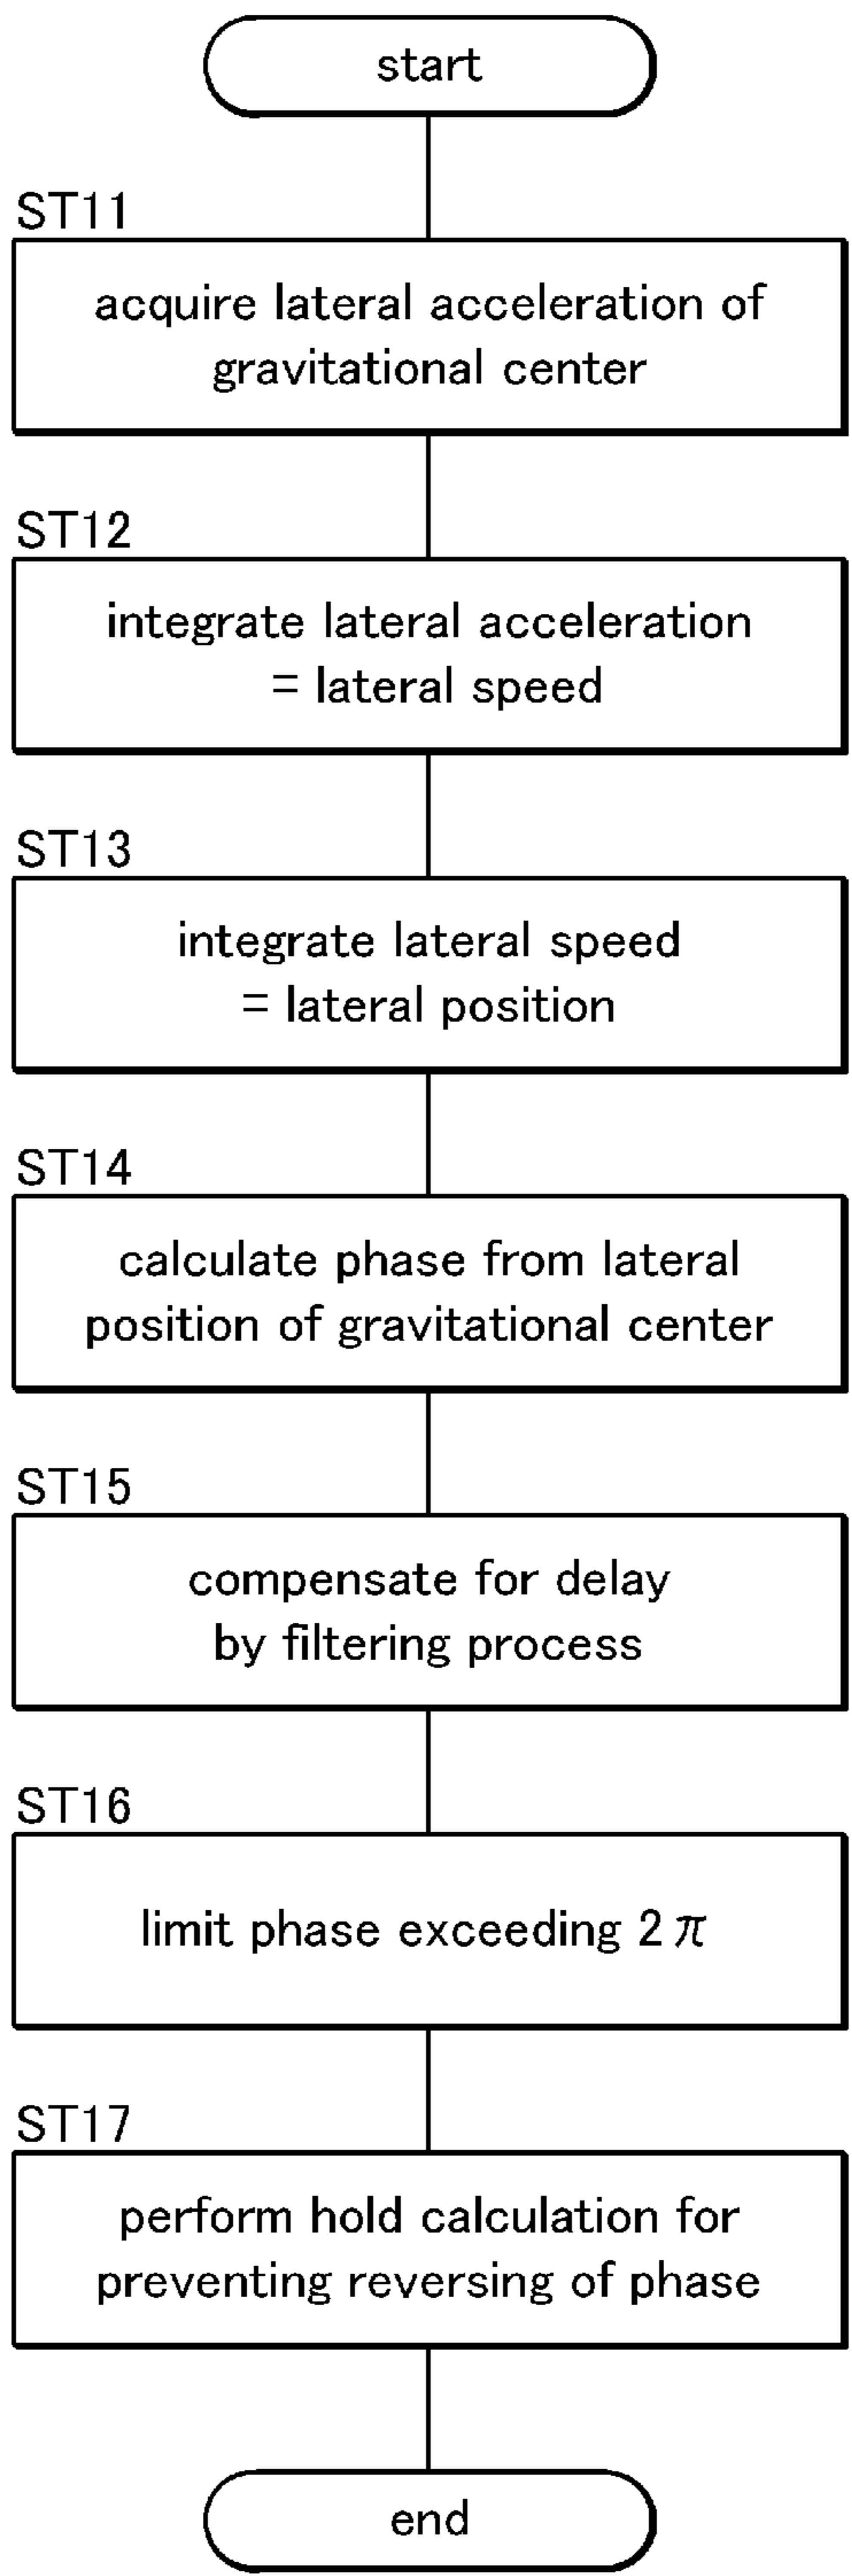 start
ST11
acquire lateral acceleration of
gravitational center
ST12
integrate lateral acceleration
= lateral speed
ST13
integrate lateral speed
= lateral position
ST14
calculate phase from lateral
position of gravitational center
ST15
compensate for delay
by filtering process
ST16
limit phase exceeding 2π
ST17
perform hold calculation for
preventing reversing of phase
end